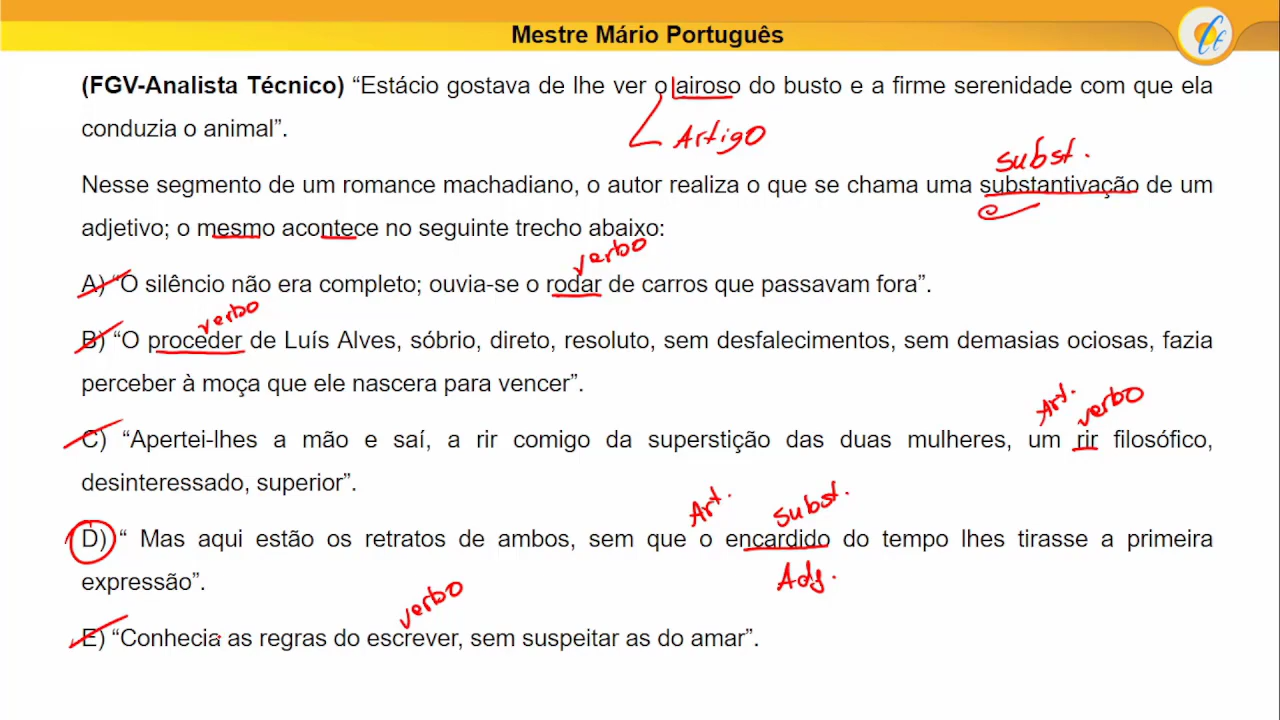 Mestre Mário Português
(FGV-Analista Técnico) “Estácio gostava de lhe ver o airoso do busto e a firme serenidade com que ela
conduzia o animal”.
Artigo
subst.
Nesse segmento de um romance machadiano, o autor realiza o que se chama uma substantivação de um
adjetivo; o mesmo acontece no seguinte trecho abaixo:
verbo
A) “O silêncio não era completo; ouvia-se o rodar de carros que passavam fora”.
verbo
B) “O proceder de Luís Alves, sóbrio, direto, resoluto, sem desfalecimentos, sem demasias ociosas, fazia
perceber à moça que ele nascera para vencer”.
Art. verbo
C) “Apertei-lhes a mão e saí, a rir comigo da superstição das duas mulheres, um rir filosófico,
desinteressado, superior”.
Art. subst.
D) “ Mas aqui estão os retratos de ambos, sem que o encardido do tempo lhes tirasse a primeira
expressão”.
Adj.
verbo
E) “Conhecia as regras do escrever, sem suspeitar as do amar”.